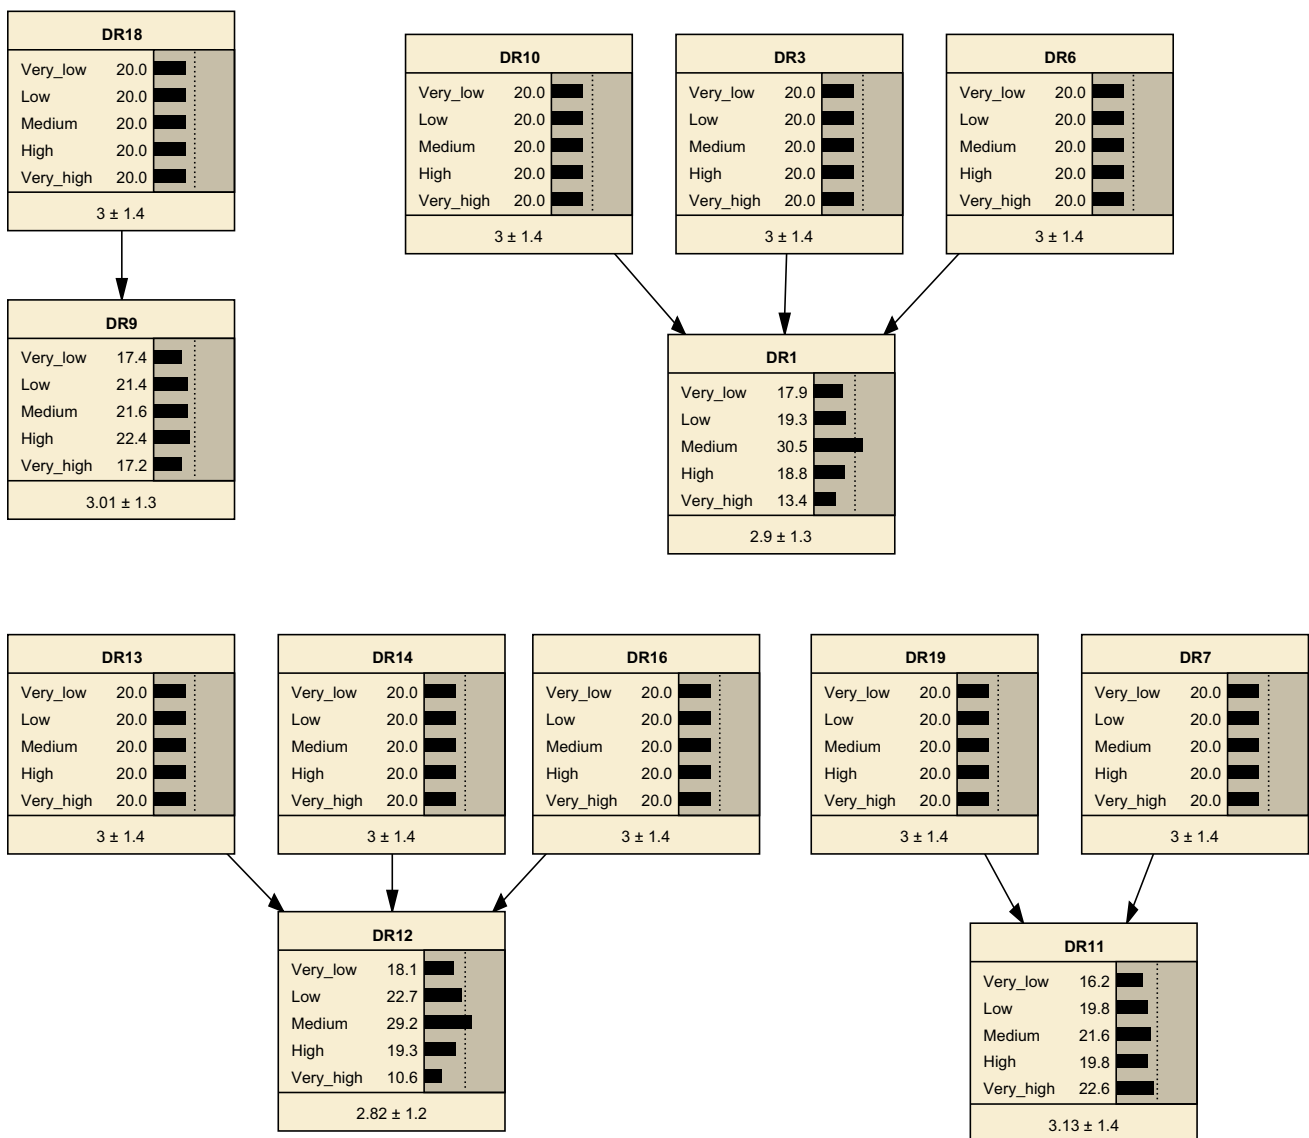 DR18
Very_low 20.0
Low 20.0
Medium 20.0
High 20.0
Very_high 20.0
3 ± 1.4
DR10
Very_low 20.0
Low 20.0
Medium 20.0
High 20.0
Very_high 20.0
3 ± 1.4
DR3
Very_low 20.0
Low 20.0
Medium 20.0
High 20.0
Very_high 20.0
3 ± 1.4
DR6
Very_low 20.0
Low 20.0
Medium 20.0
High 20.0
Very_high 20.0
3 ± 1.4
DR9
Very_low 17.4
Low 21.4
Medium 21.6
High 22.4
Very_high 17.2
3.01 ± 1.3
DR1
Very_low 17.9
Low 19.3
Medium 30.5
High 18.8
Very_high 13.4
2.9 ± 1.3
DR13
Very_low 20.0
Low 20.0
Medium 20.0
High 20.0
Very_high 20.0
3 ± 1.4
DR14
Very_low 20.0
Low 20.0
Medium 20.0
High 20.0
Very_high 20.0
3 ± 1.4
DR16
Very_low 20.0
Low 20.0
Medium 20.0
High 20.0
Very_high 20.0
3 ± 1.4
DR19
Very_low 20.0
Low 20.0
Medium 20.0
High 20.0
Very_high 20.0
3 ± 1.4
DR7
Very_low 20.0
Low 20.0
Medium 20.0
High 20.0
Very_high 20.0
3 ± 1.4
DR12
Very_low 18.1
Low 22.7
Medium 29.2
High 19.3
Very_high 10.6
2.82 ± 1.2
DR11
Very_low 16.2
Low 19.8
Medium 21.6
High 19.8
Very_high 22.6
3.13 ± 1.4